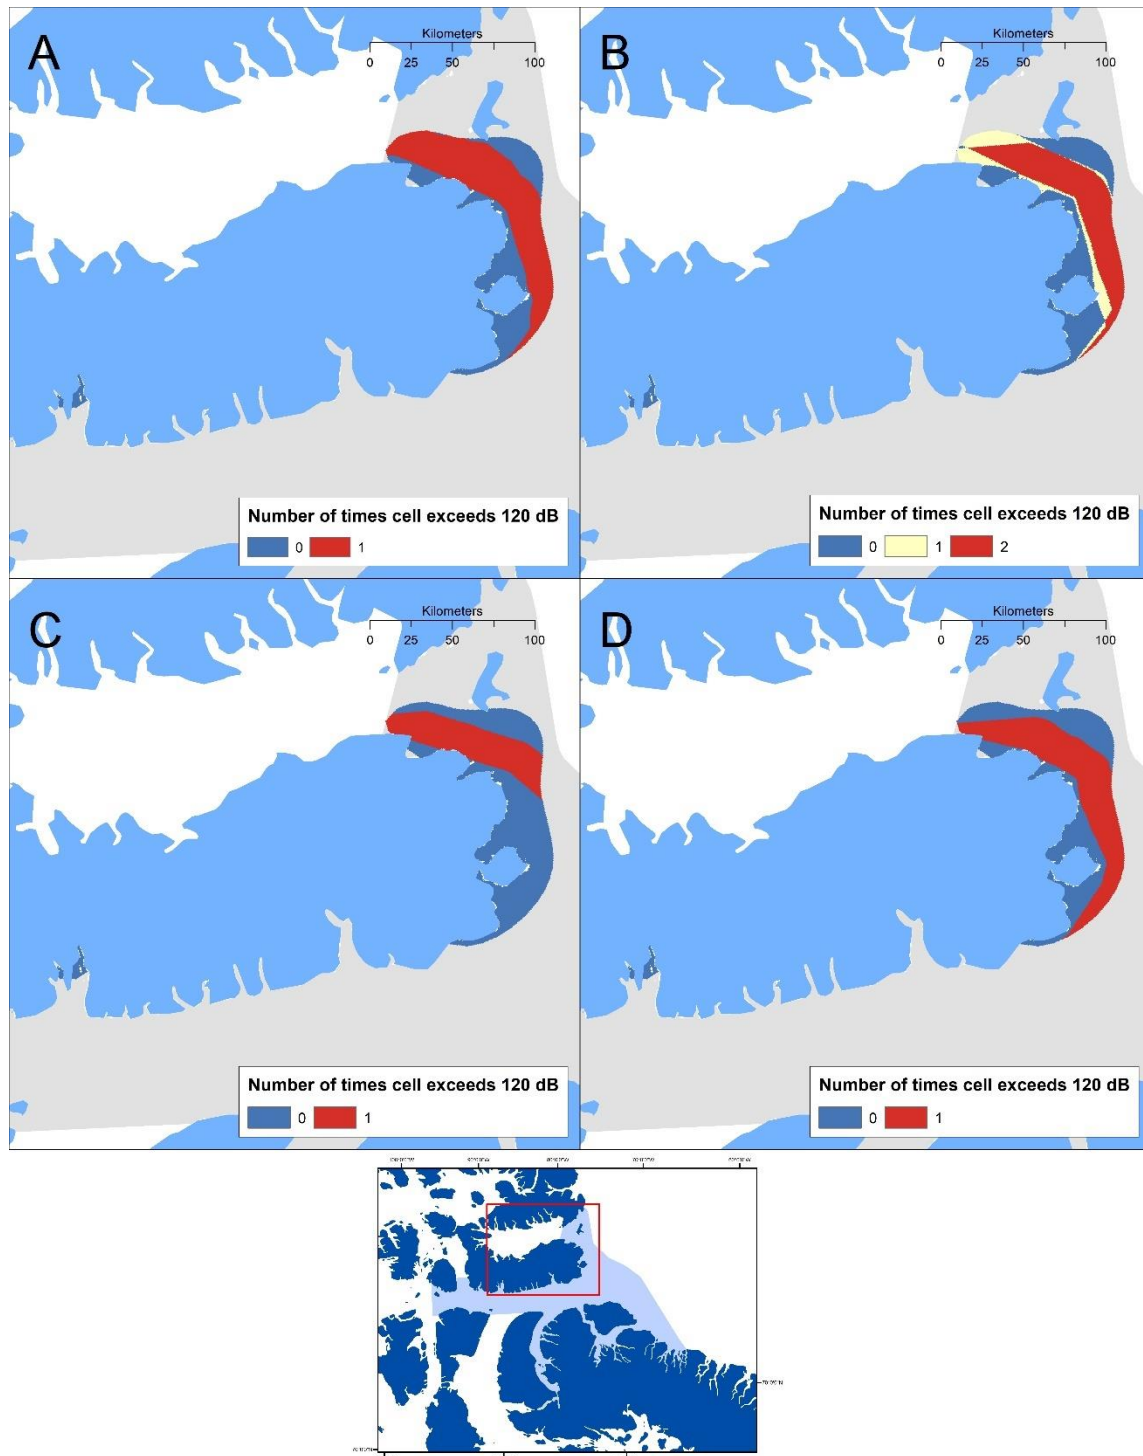 A
Kilometers
0 25 50 100
Number of times cell exceeds 120 dB
0 1
B
Kilometers
0 25 50 100
Number of times cell exceeds 120 dB
0 1 2
C
Kilometers
0 25 50 100
Number of times cell exceeds 120 dB
0 1
D
Kilometers
0 25 50 100
Number of times cell exceeds 120 dB
0 1